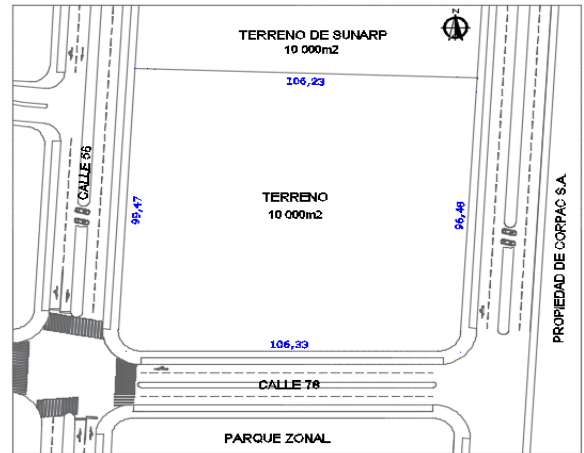 TERRENO DE SUNARP
10 000m2
Z
106,23
CALLE 56
99,47
TERRENO
10 000m2
96,48
PROPIEDAD DE CORPAC S.A.
106,33
CALLE 78
PARQUE ZONAL